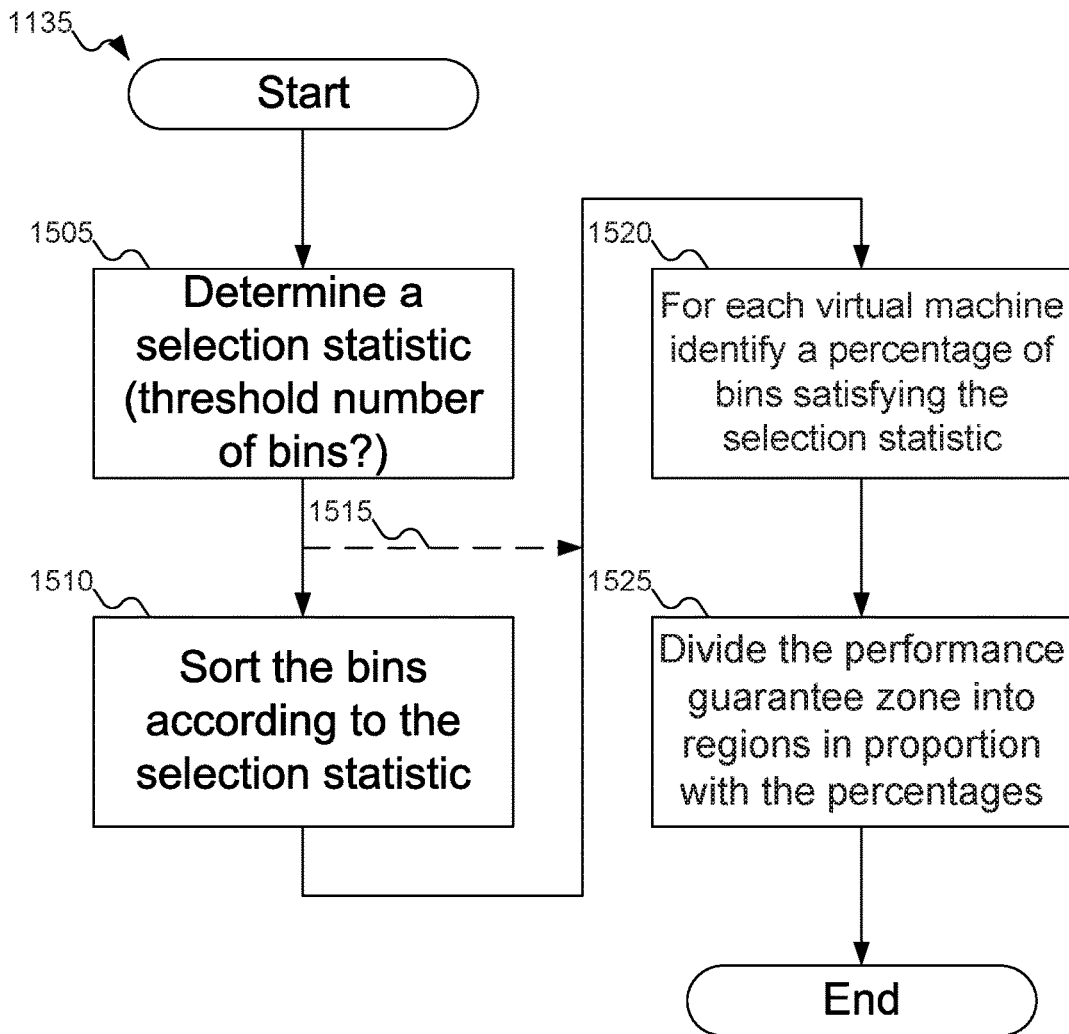 1135
Start
1505
Determine a
selection statistic
(threshold number
of bins?)
1515
1510
Sort the bins
according to the
selection statistic
1520
For each virtual machine
identify a percentage of
bins satisfying the
selection statistic
1525
Divide the performance
guarantee zone into
regions in proportion
with the percentages
End